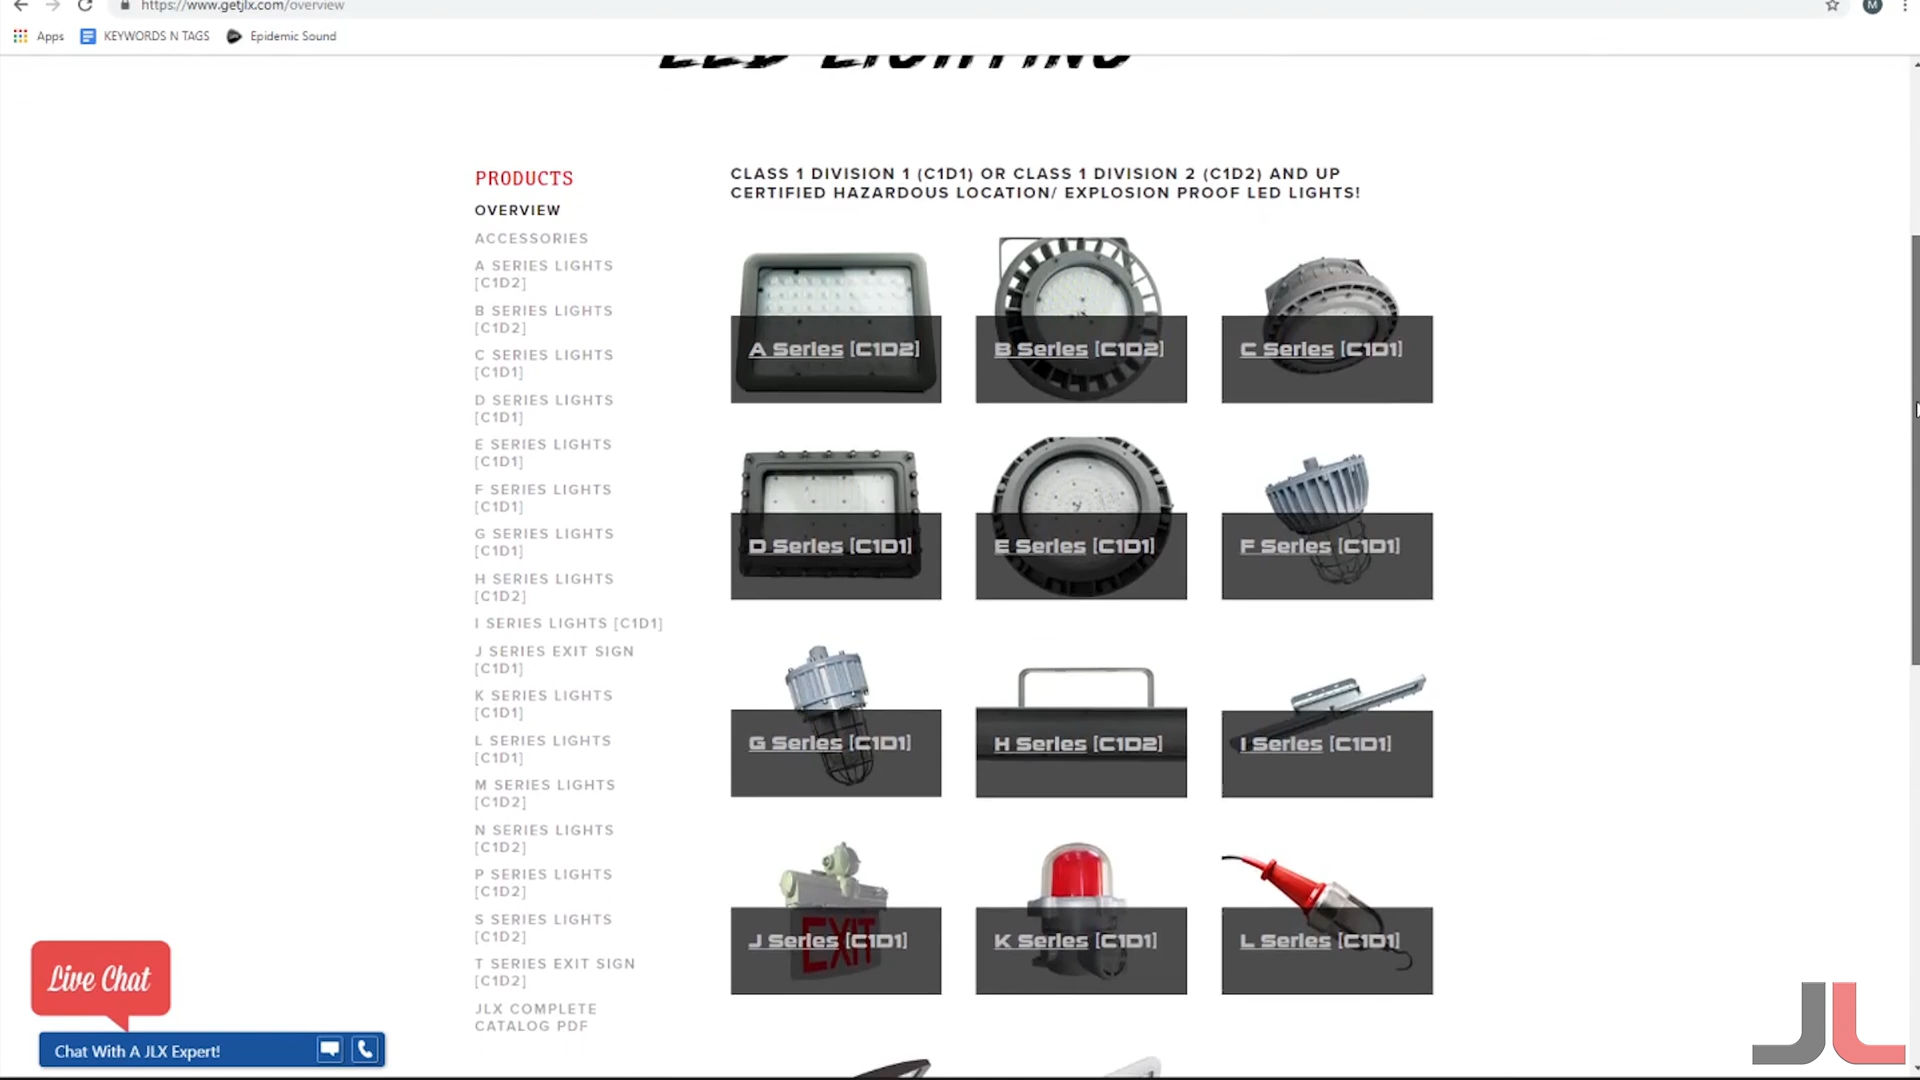 https://www.getjlx.com/overview
M
Apps
KEYWORDS N TAGS
Epidemic Sound
LED LIGHTING
PRODUCTS
OVERVIEW
ACCESSORIES
A SERIES LIGHTS
[C1D2]
B SERIES LIGHTS
[C1D2]
C SERIES LIGHTS
[C1D1]
D SERIES LIGHTS
[C1D1]
E SERIES LIGHTS
[C1D1]
F SERIES LIGHTS
[C1D1]
G SERIES LIGHTS
[C1D1]
H SERIES LIGHTS
[C1D2]
I SERIES LIGHTS [C1D1]
J SERIES EXIT SIGN
[C1D1]
K SERIES LIGHTS
[C1D1]
L SERIES LIGHTS
[C1D1]
M SERIES LIGHTS
[C1D2]
N SERIES LIGHTS
[C1D2]
P SERIES LIGHTS
[C1D2]
S SERIES LIGHTS
[C1D2]
T SERIES EXIT SIGN
[C1D2]
JLX COMPLETE
CATALOG PDF
CLASS 1 DIVISION 1 (C1D1) OR CLASS 1 DIVISION 2 (C1D2) AND UP
CERTIFIED HAZARDOUS LOCATION/ EXPLOSION PROOF LED LIGHTS!
A Series [C1D2]
B Series [C1D2]
C Series [C1D1]
D Series [C1D1]
E Series [C1D1]
F Series [C1D1]
G Series [C1D1]
H Series [C1D2]
I Series [C1D1]
EXIT
J Series [C1D1]
K Series [C1D1]
L Series [C1D1]
Live Chat
Chat With A JLX Expert!
JL